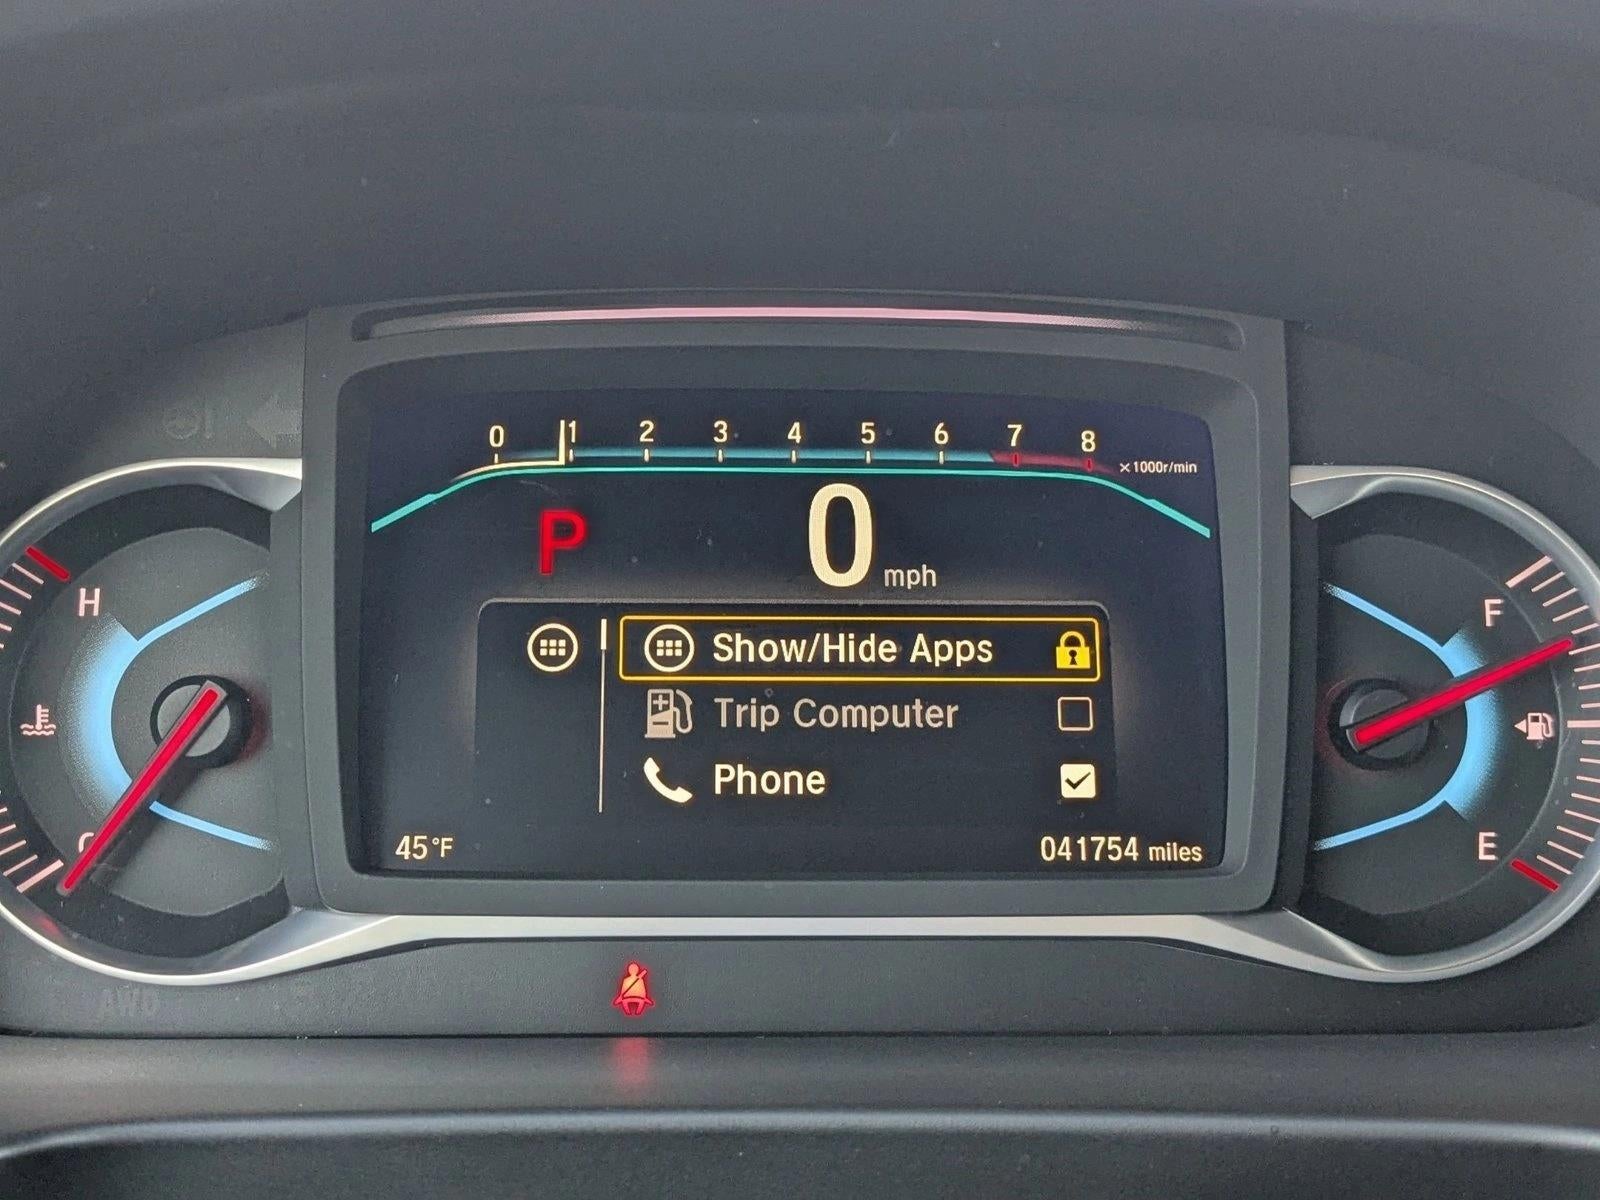 0 1 2 3 4 5 6 7 8
×1000r/min
P
0 mph
H
F
Show/Hide Apps
Trip Computer
Phone
C
E
45°F
041754 miles
AWD